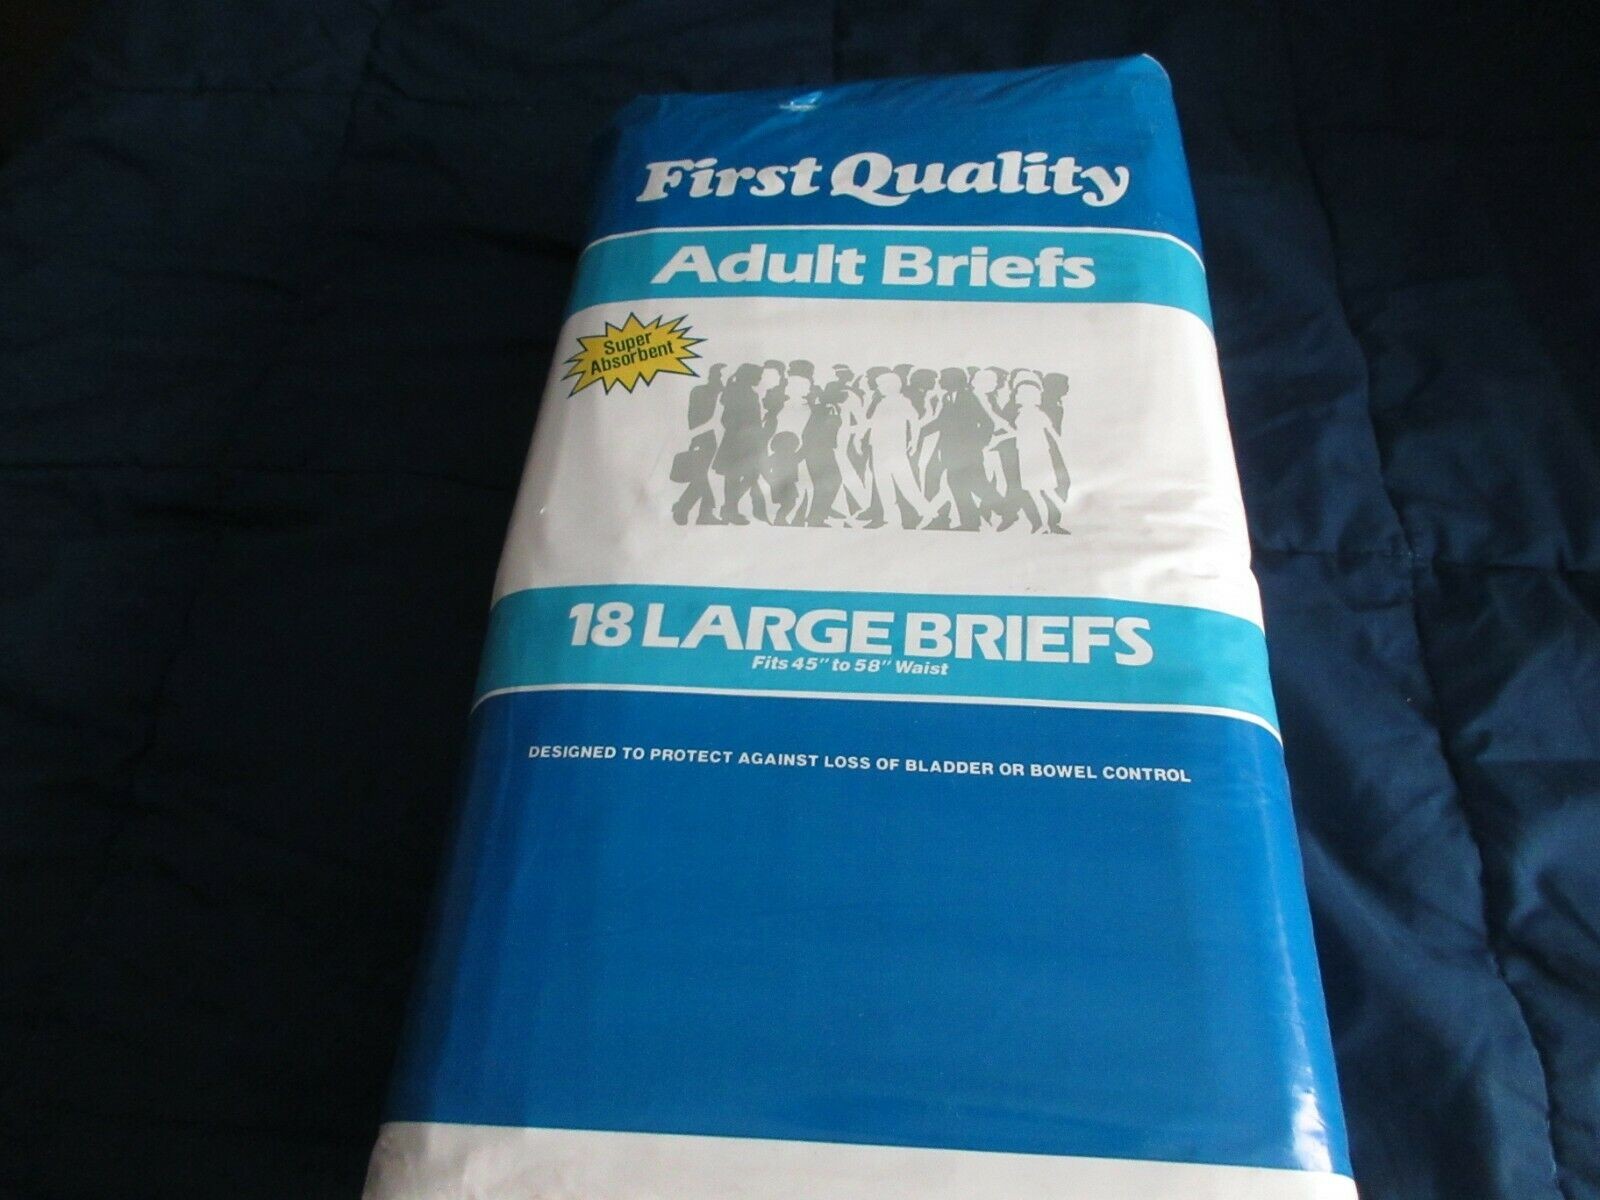 First Quality
Adult Briefs
Super
Absorbent
18 LARGE BRIEFS
Fits 45" to 58" Waist
DESIGNED TO PROTECT AGAINST LOSS OF BLADDER OR BOWEL CONTROL